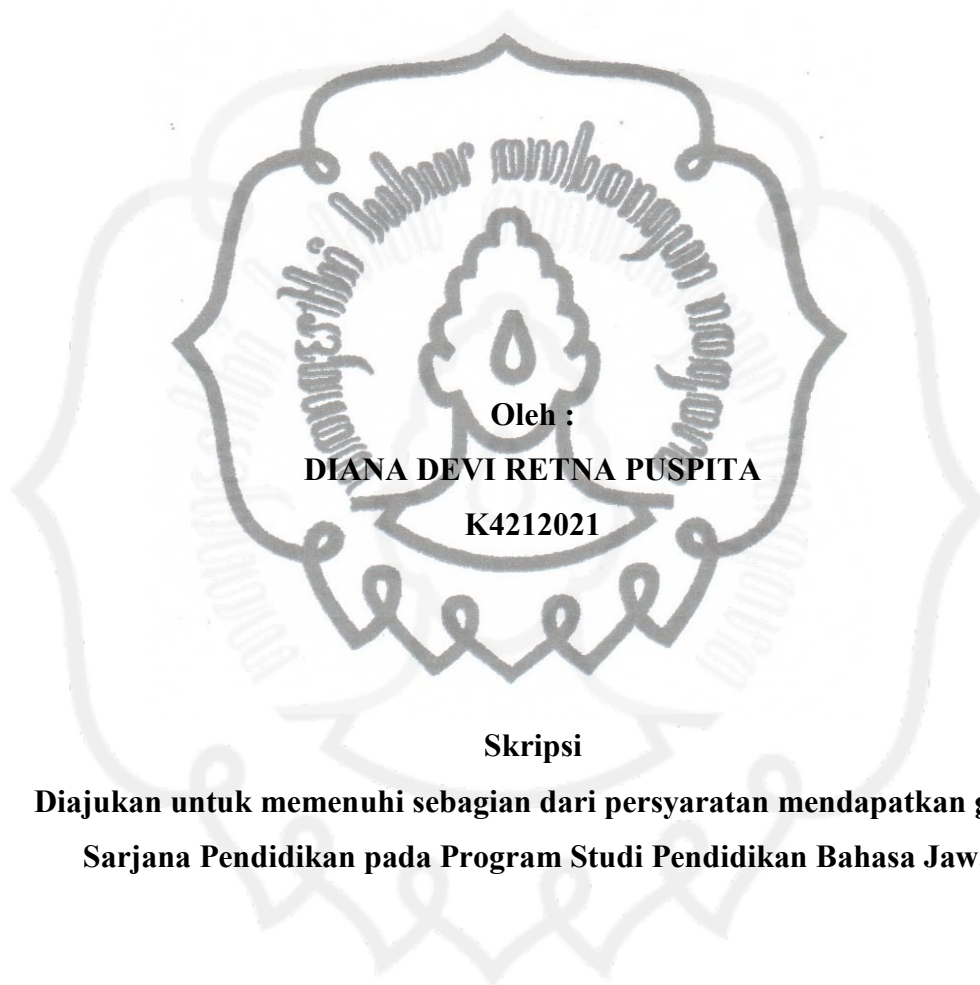 Oleh :
DIANA DEVI RETNA PUSPITA
K4212021
Skripsi
Diajukan untuk memenuhi sebagian dari persyaratan mendapatkan
Sarjana Pendidikan pada Program Studi Pendidikan Bahasa Jaw